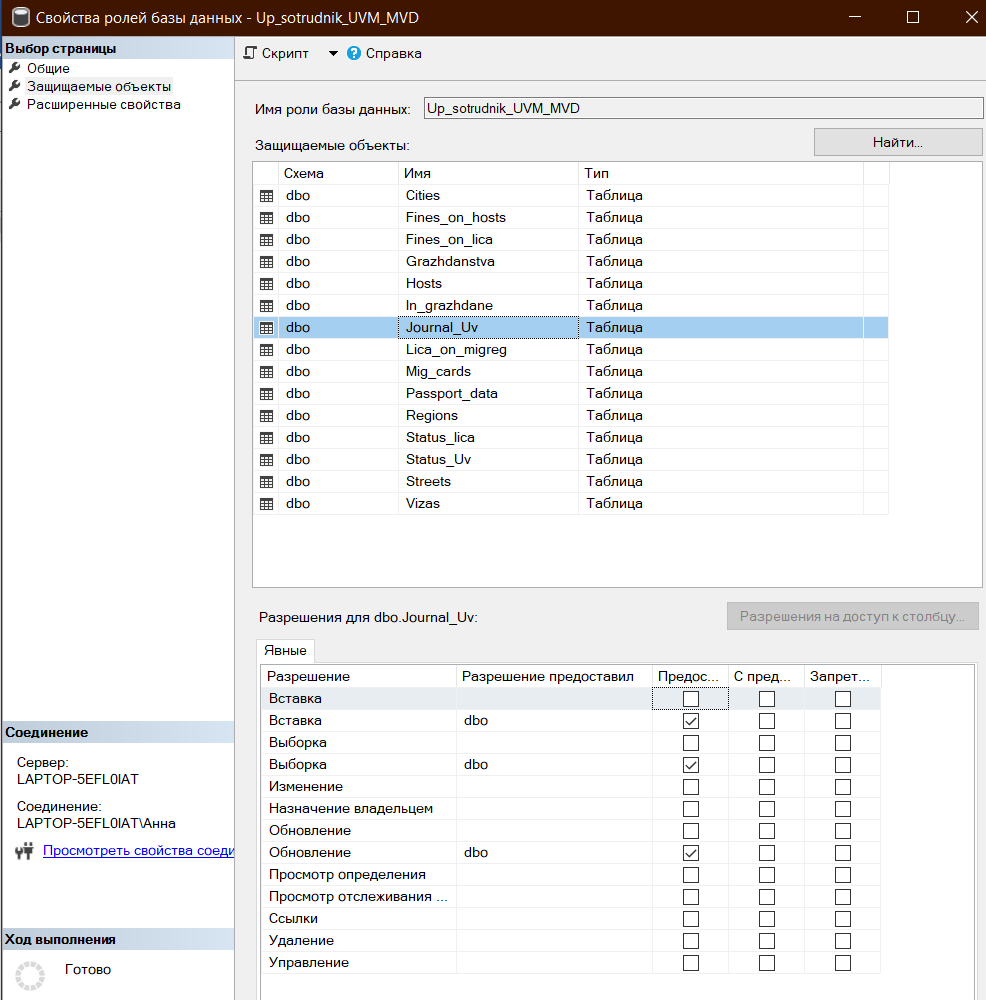 Свойства ролей базы данных - Up_sotrudnik_UVM_MVD
Выбор страницы
Общие
Защищаемые объекты
Расширенные свойства
Скрипт
Справка
Имя роли базы данных: Up_sotrudnik_UVM_MVD
Защищаемые объекты:
Найти...
Схема Имя Тип
dbo Cities Таблица
dbo Fines_on_hosts Таблица
dbo Fines_on_lica Таблица
dbo Grazhdanstva Таблица
dbo Hosts Таблица
dbo In_grazhdane Таблица
dbo Journal_Uv Таблица
dbo Lica_on_migreg Таблица
dbo Mig_cards Таблица
dbo Passport_data Таблица
dbo Regions Таблица
dbo Status_lica Таблица
dbo Status_Uv Таблица
dbo Streets Таблица
dbo Vizas Таблица
Разрешения для dbo.Journal_Uv:
Разрешения на доступ к столбцу...
Явные
Разрешение Разрешение предоставил Предос... С пред... Запрет...
Вставка
Вставка dbo
Выборка
Выборка dbo
Изменение
Назначение владельцем
Обновление
Обновление dbo
Просмотр определения
Просмотр отслеживания ...
Ссылки
Удаление
Управление
Соединение
Сервер:
LAPTOP-5EFL0IAT
Соединение:
LAPTOP-5EFL0IAT\Анна
Просмотреть свойства соеди
Ход выполнения
Готово